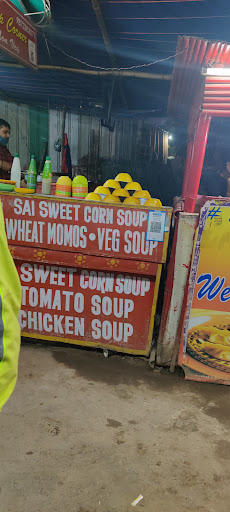 SAI SWEET CORN SOUP
WHEAT MOMOS • VEG SOUP
SWEET CORN SOUP
TOMATO SOUP
CHICKEN SOUP
We